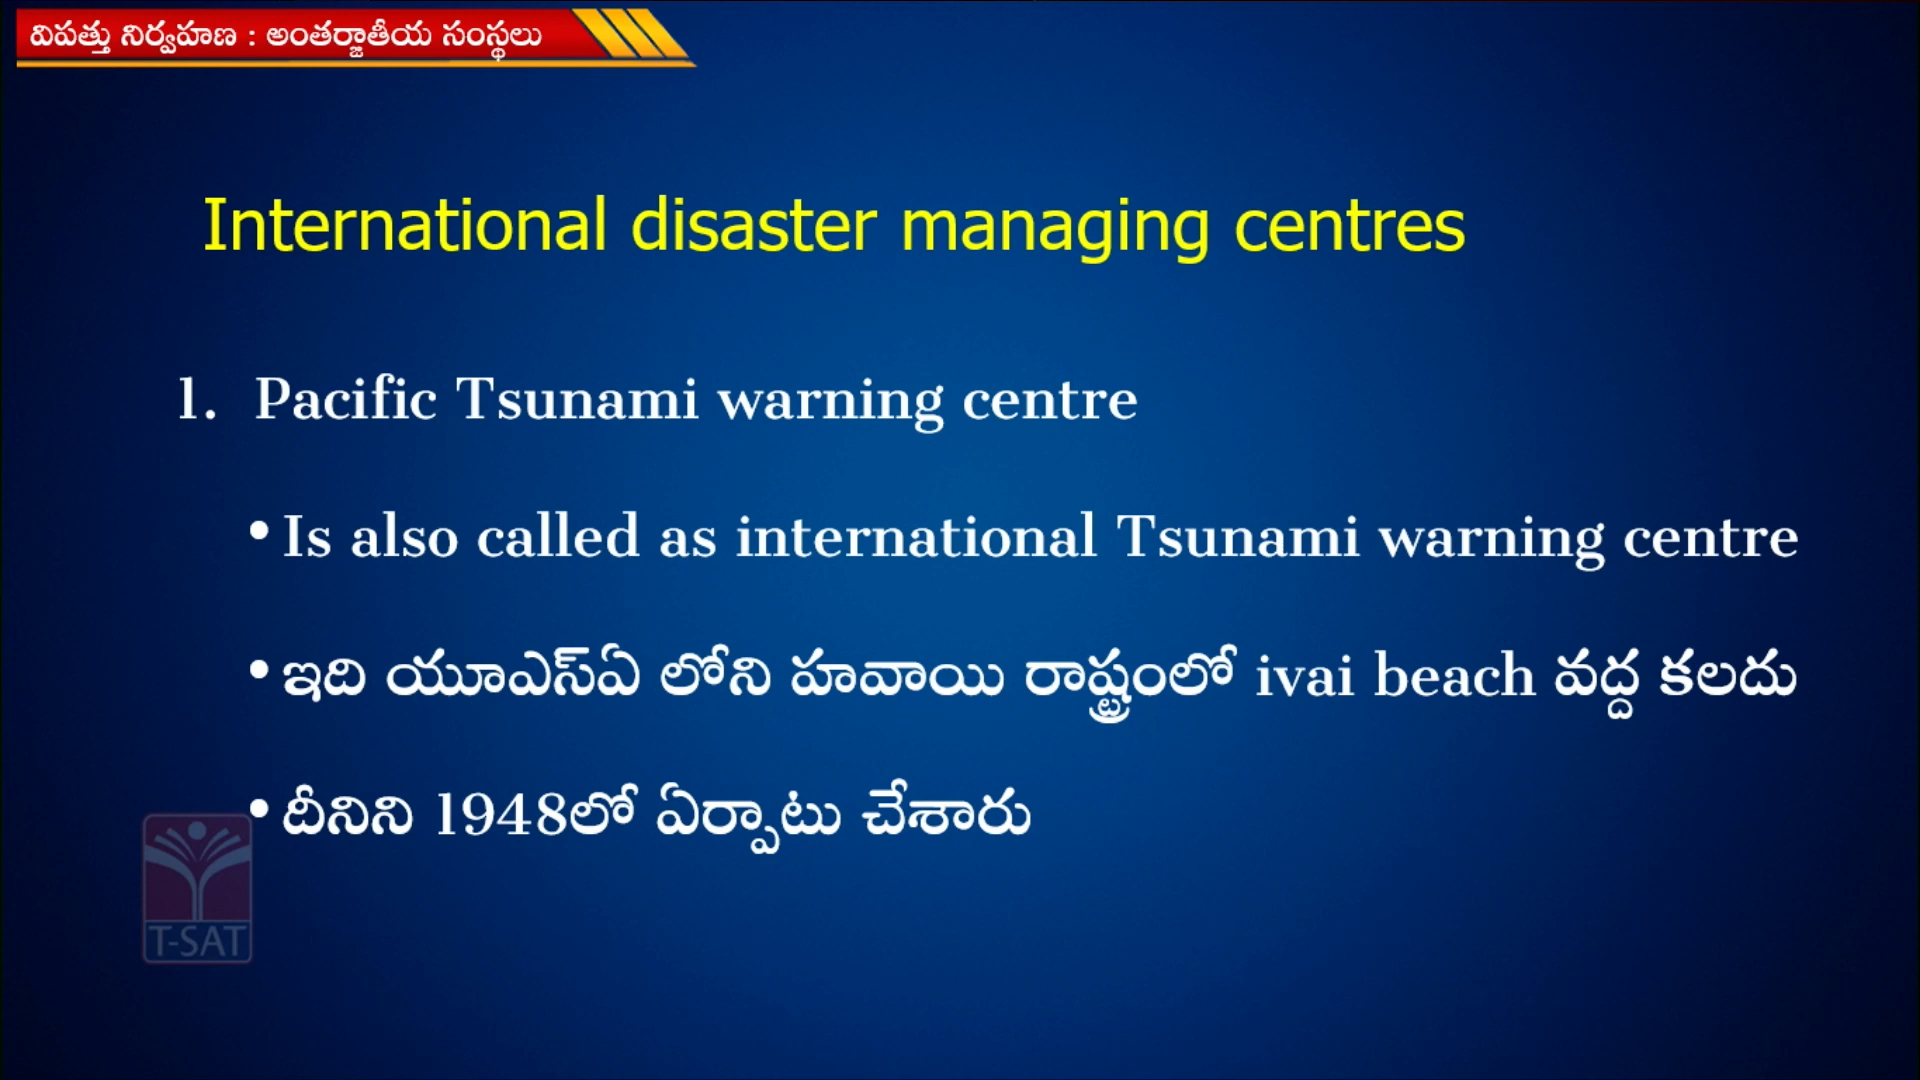 విపత్తు నిర్వహణ : అంతర్జాతీయ సంస్థలు
International disaster managing centres
1. Pacific Tsunami warning centre
• Is also called as international Tsunami warning centre
• ఇది యూఎస్ఏ లోని హవాయి రాష్ట్రంలో ivai beach వద్ద కలదు
• దీనిని 1948లో ఏర్పాటు చేశారు
T-SAT